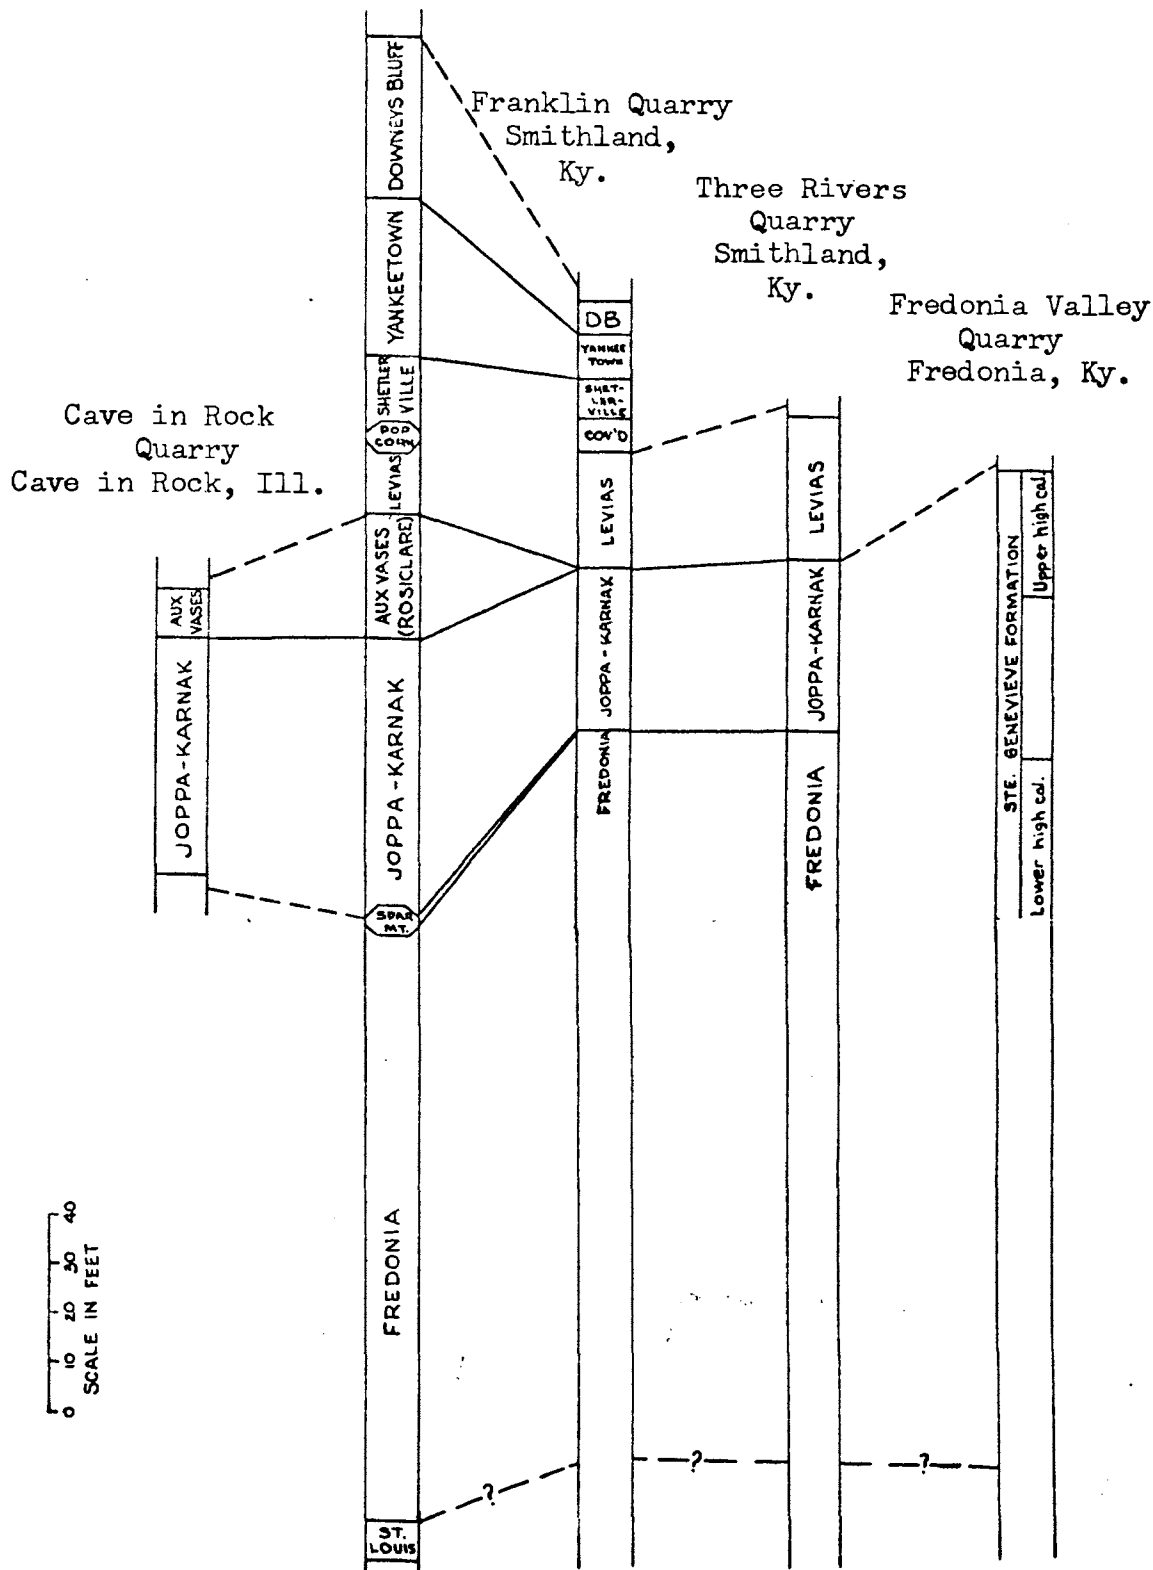 Franklin Quarry
Smithland,
Ky.
Three Rivers
Quarry
Smithland,
Ky.
Fredonia Valley
Quarry
Fredonia, Ky.
Cave in Rock
Quarry
Cave in Rock, Ill.
AUX
VASES
JOPPA-KARNAK
DOWNEYS BLUFF
YANKEETOWN
SHETLER
VILLE
POP
CORN
LEVIAS
AUX VASES
(ROSICLARE)
JOPPA-KARNAK
SPAR
MT.
FREDONIA
ST.
LOUIS
DB
YANKEE
TOWN
SHET-
LER-
VILLE
COV'D
LEVIAS
JOPPA-KARNAK
FREDONIA
LEVIAS
JOPPA-KARNAK
FREDONIA
STE. GENEVIEVE FORMATION
Upper high cal.
Lower high cal.
? ? ?
0 10 20 30 40
SCALE IN FEET